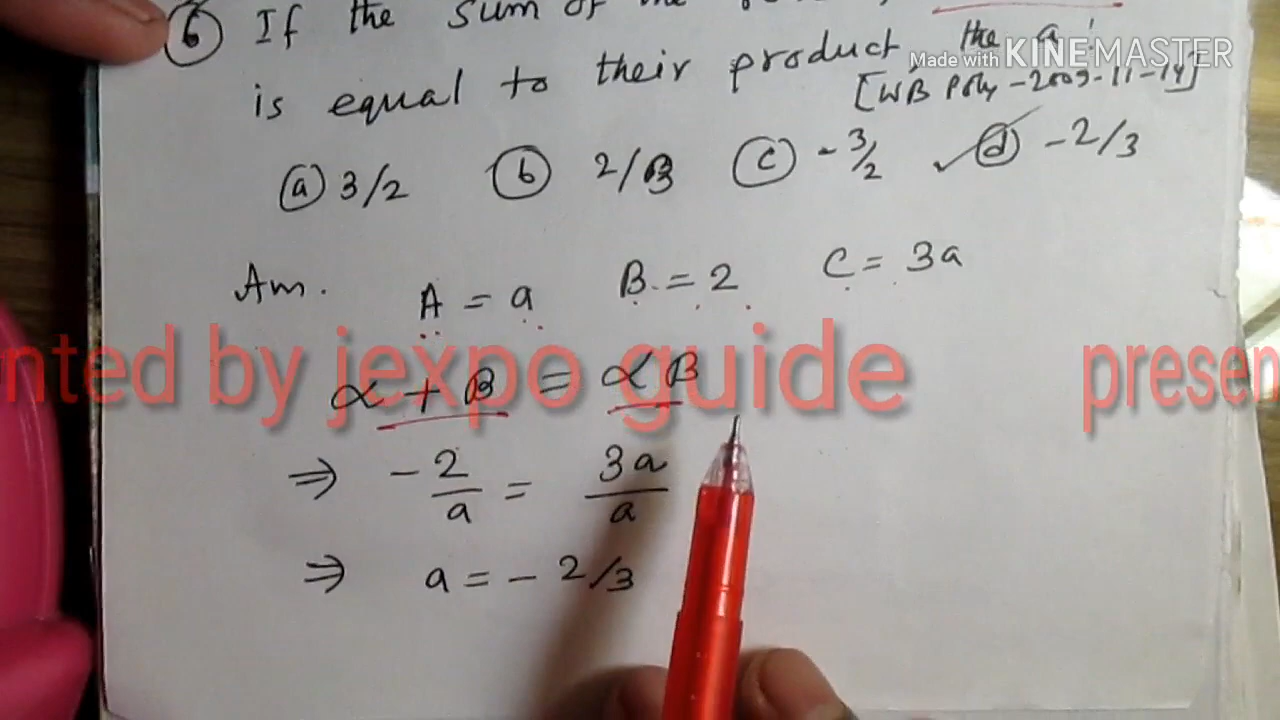 6 If the sum of the
is equal to their product, the a!
Made with KINEMASTER
[WB Poly - 2009-11-14]
(a) 3/2 (b) 2/3 (c) - 3/2 ✓ (d) - 2/3
Am. A = a B = 2 C = 3a
nted by jexpo guide presen
α + β = αβ
⇒ - 2/a = 3a/a
⇒ a = - 2/3